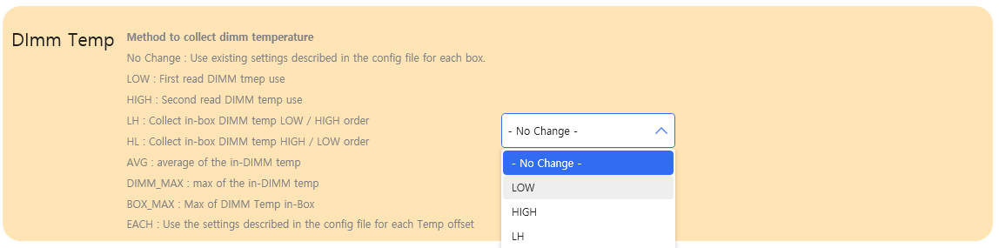 DImm Temp
Method to collect dimm temperature
No Change : Use existing settings described in the config file for each box.
LOW : First read DIMM tmep use
HIGH : Second read DIMM temp use
LH : Collect in-box DIMM temp LOW / HIGH order
HL : Collect in-box DIMM temp HIGH / LOW order
AVG : average of the in-DIMM temp
DIMM_MAX : max of the in-DIMM temp
BOX_MAX : Max of DIMM Temp in-Box
EACH : Use the settings described in the config file for each Temp offset
- No Change -
- No Change -
LOW
HIGH
LH